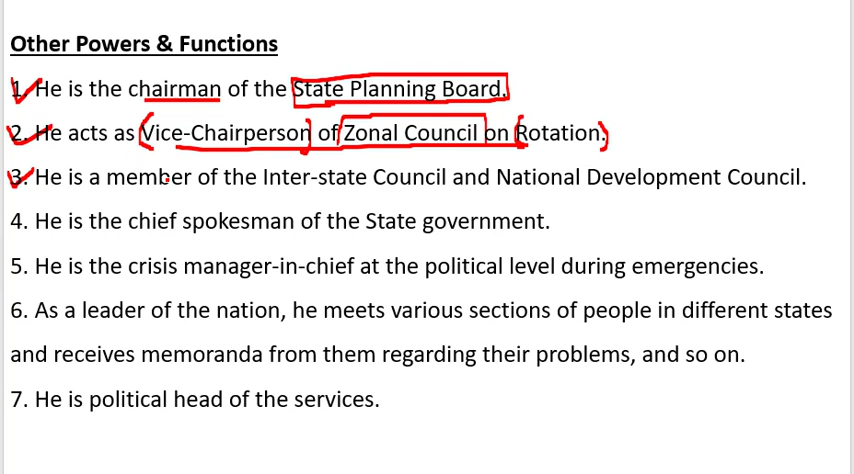 Other Powers & Functions
1. He is the chairman of the State Planning Board.
2. He acts as Vice-Chairperson of Zonal Council on Rotation.
3. He is a member of the Inter-state Council and National Development Council.
4. He is the chief spokesman of the State government.
5. He is the crisis manager-in-chief at the political level during emergencies.
6. As a leader of the nation, he meets various sections of people in different states
and receives memoranda from them regarding their problems, and so on.
7. He is political head of the services.